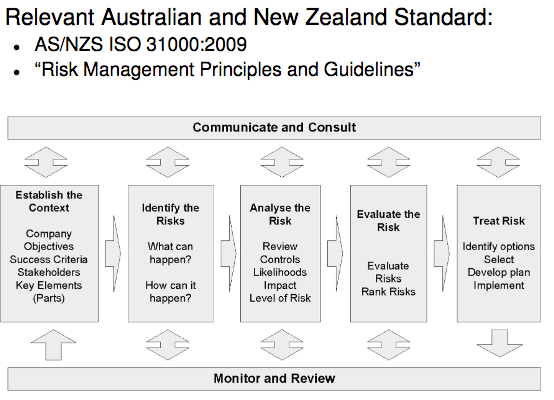 Relevant Australian and New Zealand Standard:
• AS/NZS ISO 31000:2009
• “Risk Management Principles and Guidelines”
Communicate and Consult
Establish the
Context
Company
Objectives
Success Criteria
Stakeholders
Key Elements
(Parts)
Identify the
Risks
What can
happen?
How can it
happen?
Analyse the
Risk
Review
Controls
Likelihoods
Impact
Level of Risk
Evaluate the
Risk
Evaluate
Risks
Rank Risks
Treat Risk
Identify options
Select
Develop plan
Implement
Monitor and Review